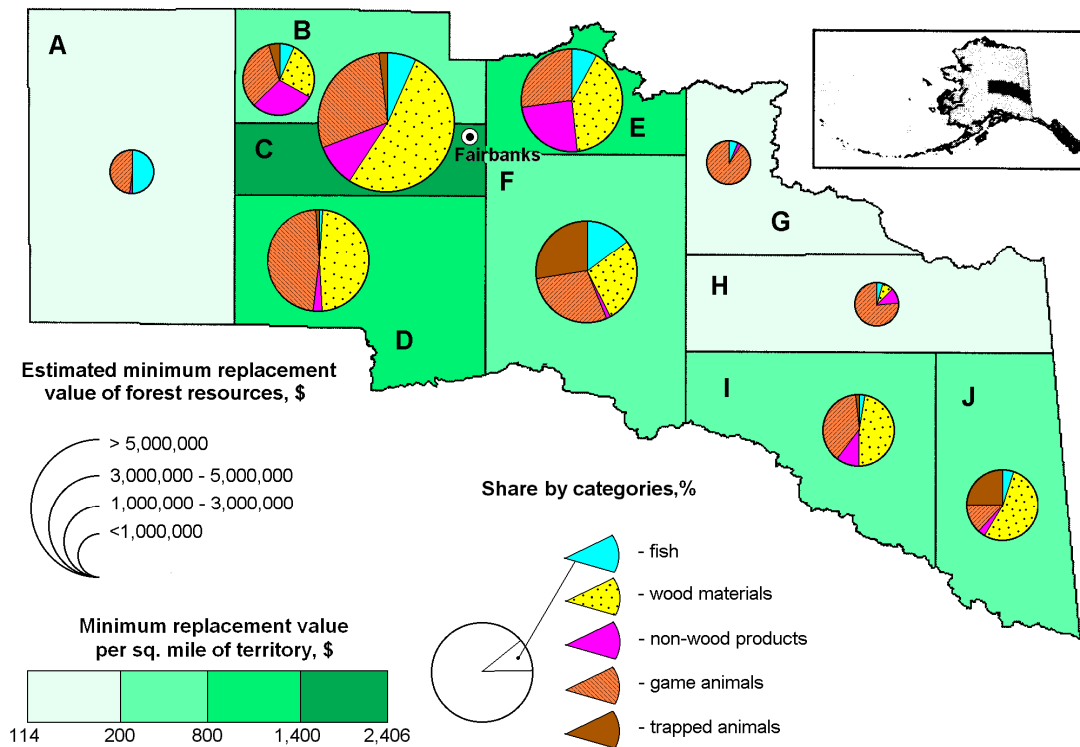 A
B
C
Fairbanks
D
E
F
G
H
I
J
Estimated minimum replacement
value of forest resources, $
> 5,000,000
3,000,000 - 5,000,000
1,000,000 - 3,000,000
<1,000,000
Minimum replacement value
per sq. mile of territory, $
114 200 800 1,400 2,406
Share by categories,%
- fish
- wood materials
- non-wood products
- game animals
- trapped animals